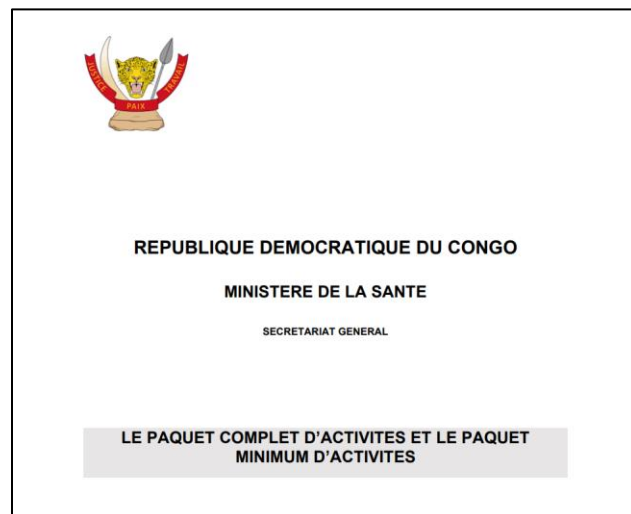 JUSTICE
PAIX
TRAVAIL
REPUBLIQUE DEMOCRATIQUE DU CONGO
MINISTERE DE LA SANTE
SECRETARIAT GENERAL
LE PAQUET COMPLET D'ACTIVITES ET LE PAQUET
MINIMUM D'ACTIVITES